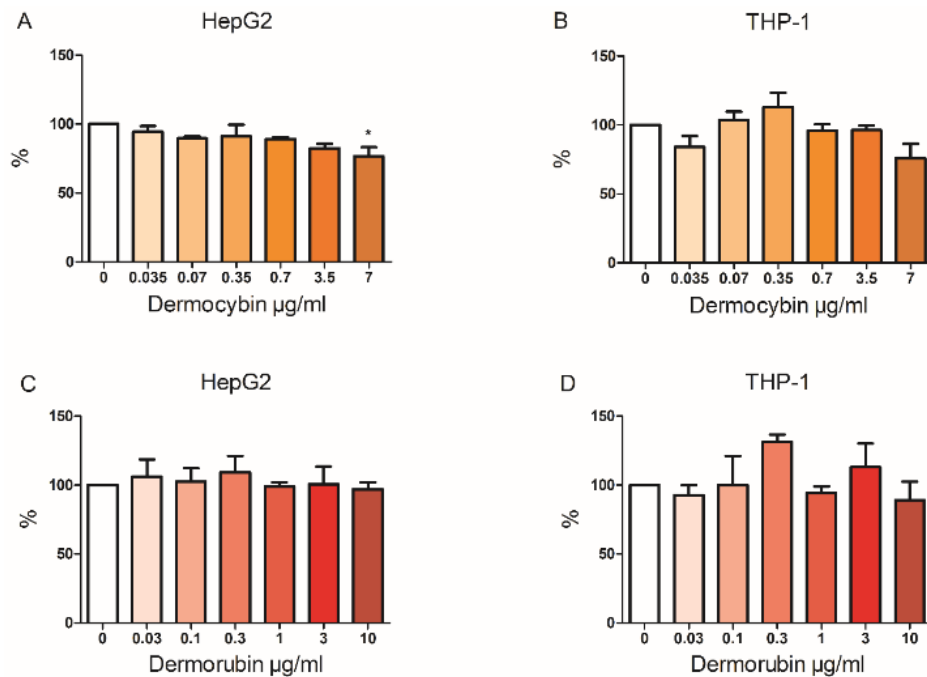 A
HepG2
150
100
50
0
%
*
0 0.035 0.07 0.35 0.7 3.5 7
Dermocybin µg/ml
B
THP-1
150
100
50
0
%
0 0.035 0.07 0.35 0.7 3.5 7
Dermocybin µg/ml
C
HepG2
150
100
50
0
%
0 0.03 0.1 0.3 1 3 10
Dermorubin µg/ml
D
THP-1
150
100
50
0
%
0 0.03 0.1 0.3 1 3 10
Dermorubin µg/ml